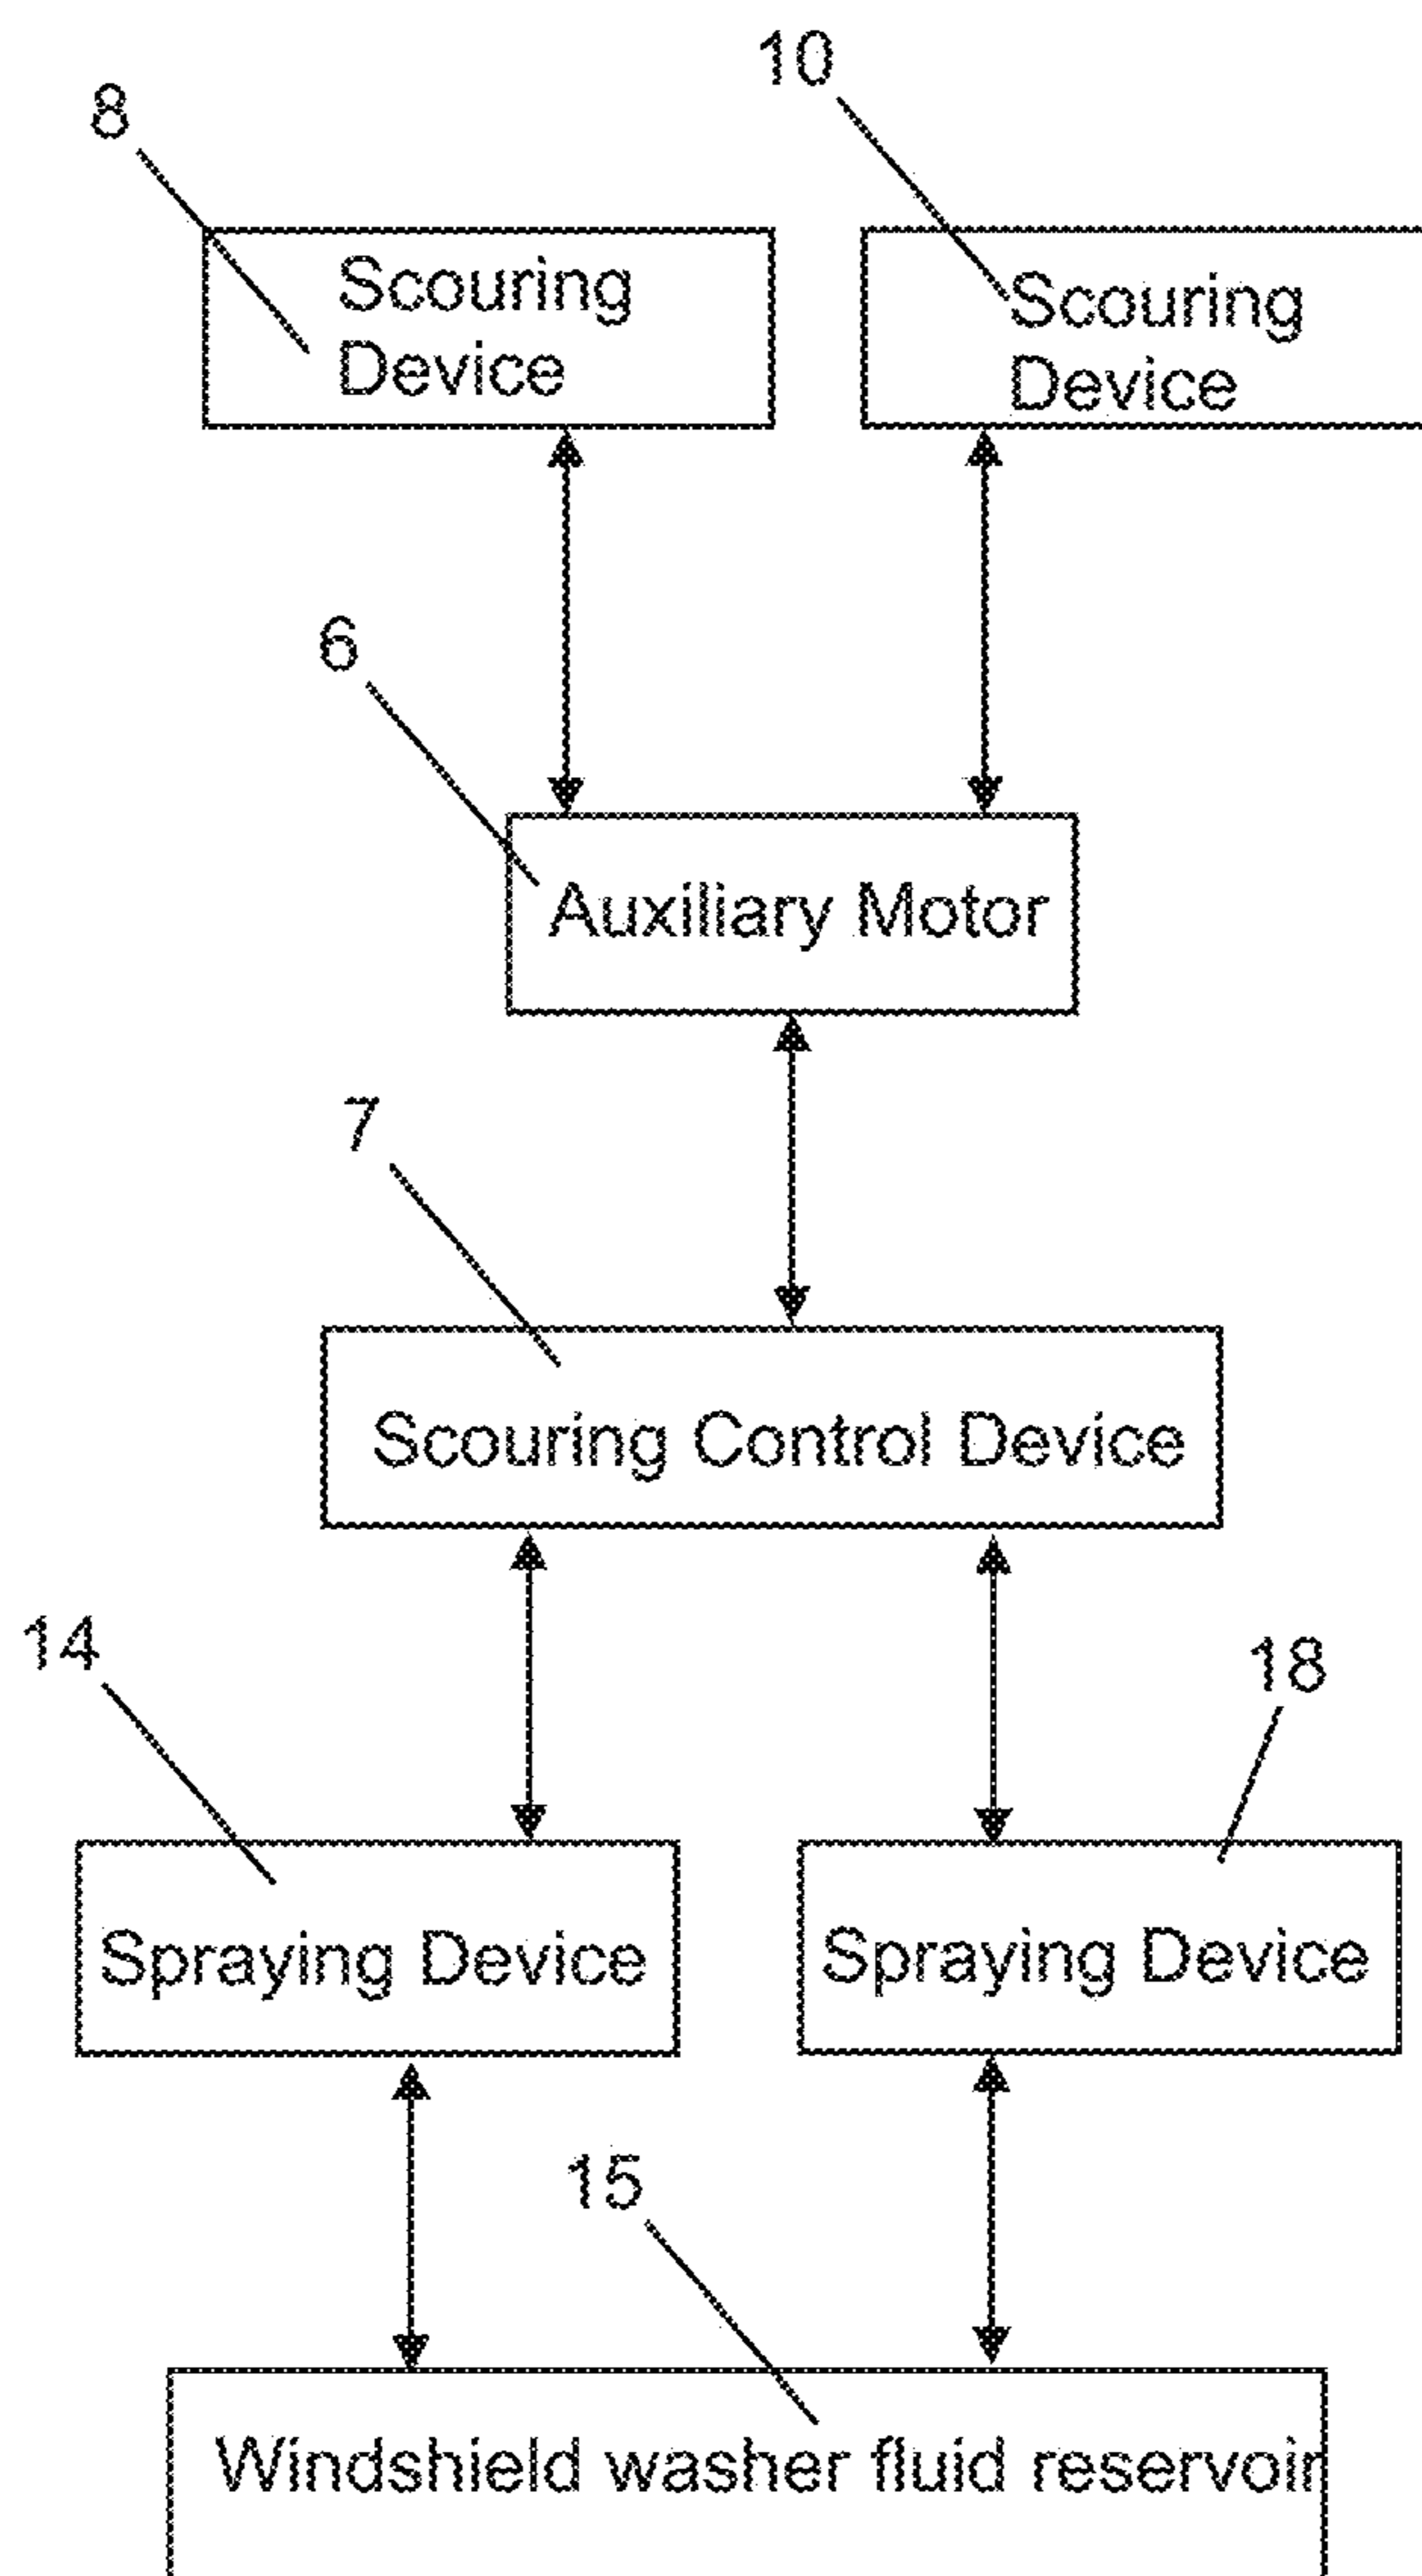 10
8
Scouring
Device
Scouring
Device
6
Auxiliary Motor
7
Scouring Control Device
14
18
Spraying Device
Spraying Device
15
Windshield washer fluid reservoir